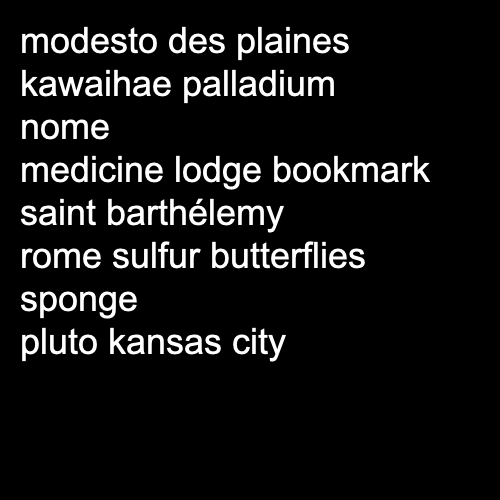 modesto des plaines
kawaihae palladium
nome
medicine lodge bookmark
saint barthélemy
rome sulfur butterflies
sponge
pluto kansas city